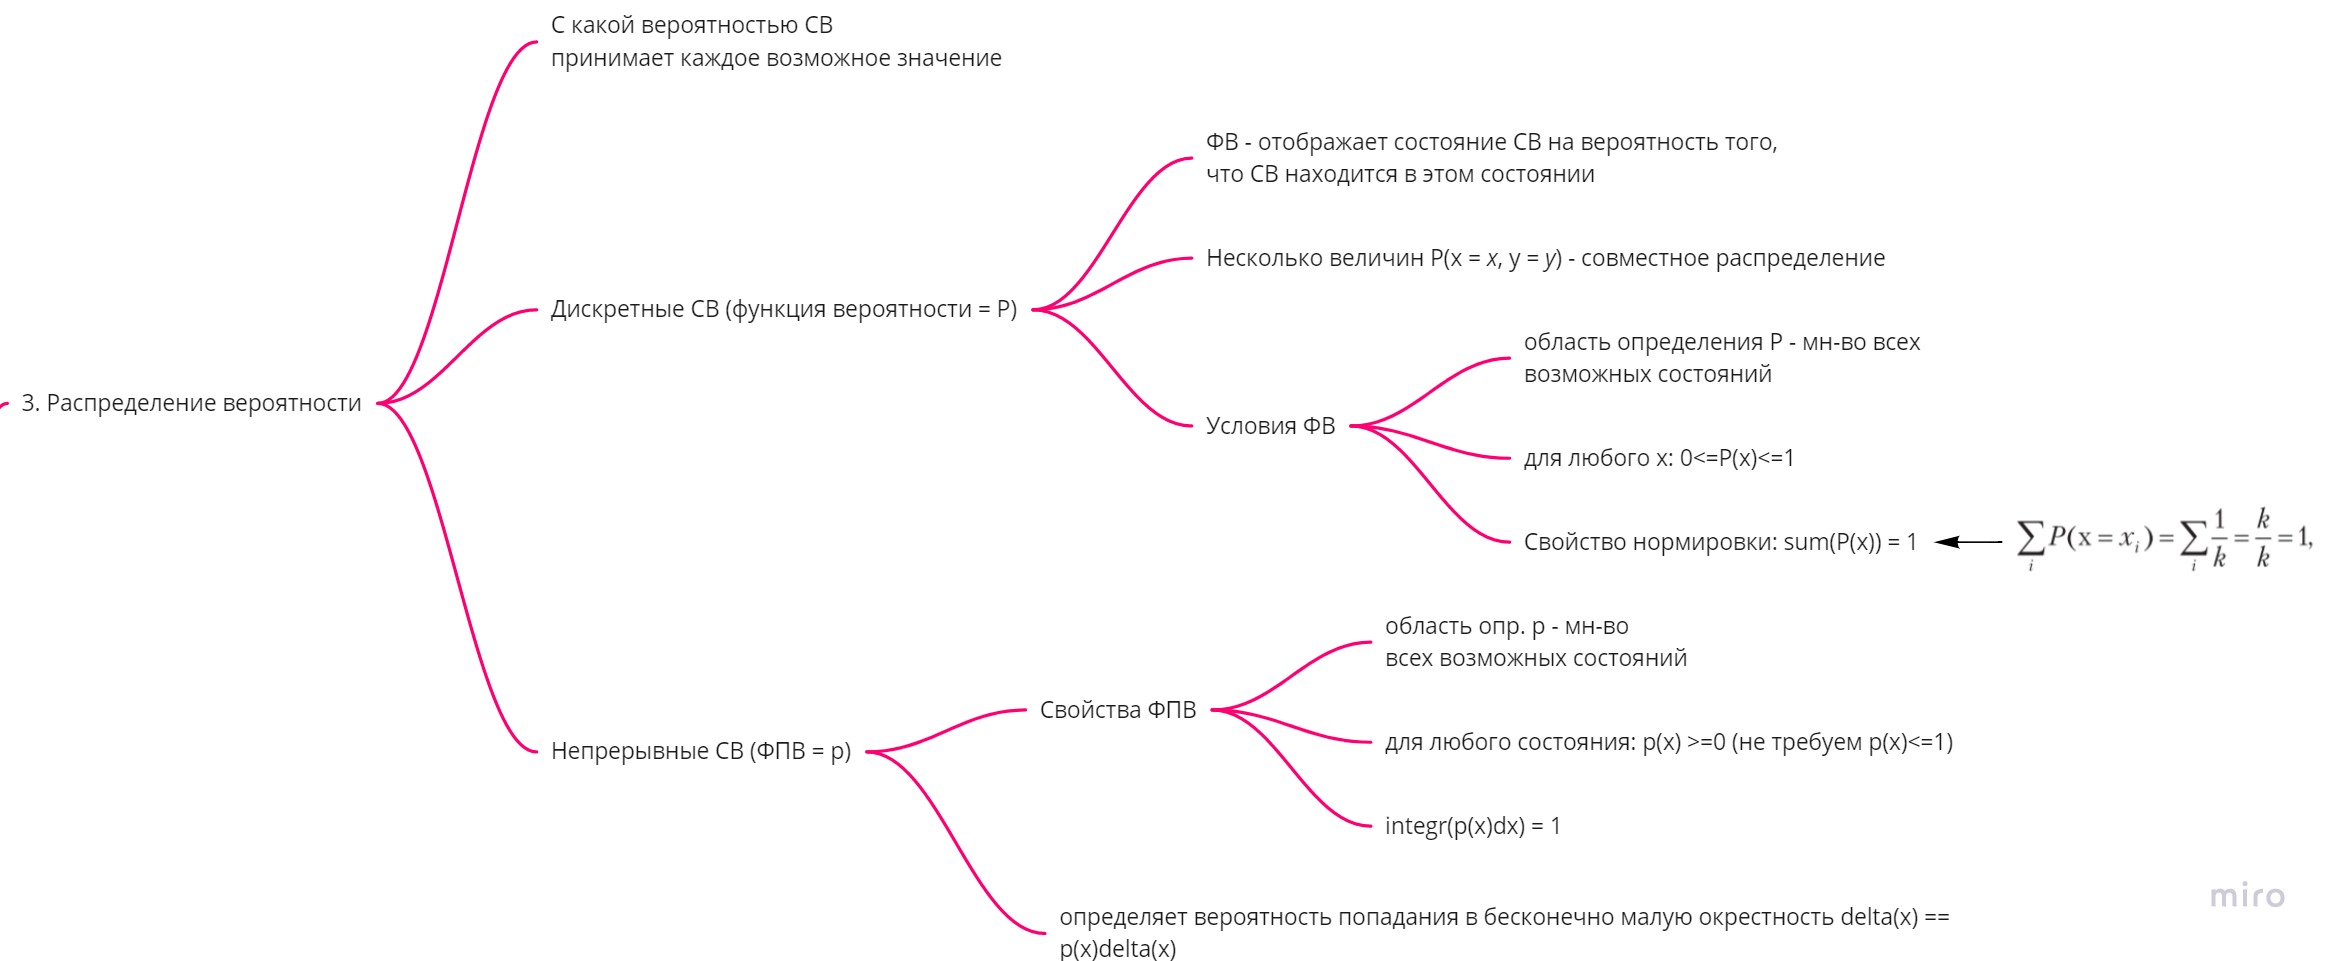 С какой вероятностью СВ
принимает каждое возможное значение
ФВ - отображает состояние СВ на вероятность того,
что СВ находится в этом состоянии
Несколько величин P(x = x, y = y) - совместное распределение
Дискретные СВ (функция вероятности = P)
область определения P - мн-во всех
возможных состояний
3. Распределение вероятности
Условия ФВ
для любого x: 0<=P(x)<=1
Свойство нормировки: sum(P(x)) = 1
∑_i P(x = x_i) = ∑_i 1/k = k/k = 1,
область опр. p - мн-во
всех возможных состояний
Свойства ФПВ
для любого состояния: p(x) >=0 (не требуем p(x)<=1)
Непрерывные СВ (ФПВ = p)
integr(p(x)dx) = 1
miro
определяет вероятность попадания в бесконечно малую окрестность delta(x) ==
p(x)delta(x)